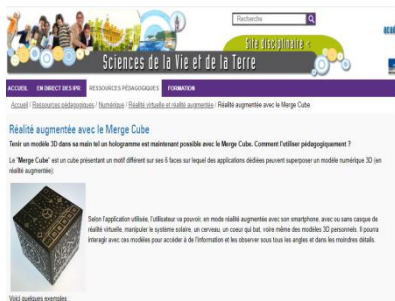 Recherche
Site disciplinaire
acad
Sciences de la Vie et de la Terre
ACCUEIL EN DIRECT DES IPR RESSOURCES PÉDAGOGIQUES FORMATION
Accueil / Ressources pédagogiques / Numérique / Réalité virtuelle et réalité augmentée / Réalité augmentée avec le Merge Cube
Réalité augmentée avec le Merge Cube
Tenir un modèle 3D dans sa main tel un hologramme est maintenant possible avec le Merge Cube. Comment l'utiliser pédagogiquement ?
Le "Merge Cube" est un cube présentant un motif différent sur ses 6 faces sur lequel des applications dédiées peuvent superposer un modèle numérique 3D (en
réalité augmentée):
Selon l'application utilisée, l'utilisateur va pouvoir, en mode réalité augmentée avec son smartphone, avec ou sans casque de
réalité virtuelle, manipuler le système solaire, un cerveau, un coeur qui bat, voire même des modèles 3D personnels. Il pourra
interagir avec ces modèles pour accéder à de l'information et les observer sous tous les angles et dans les moindres détails.
Voici quelques exemples